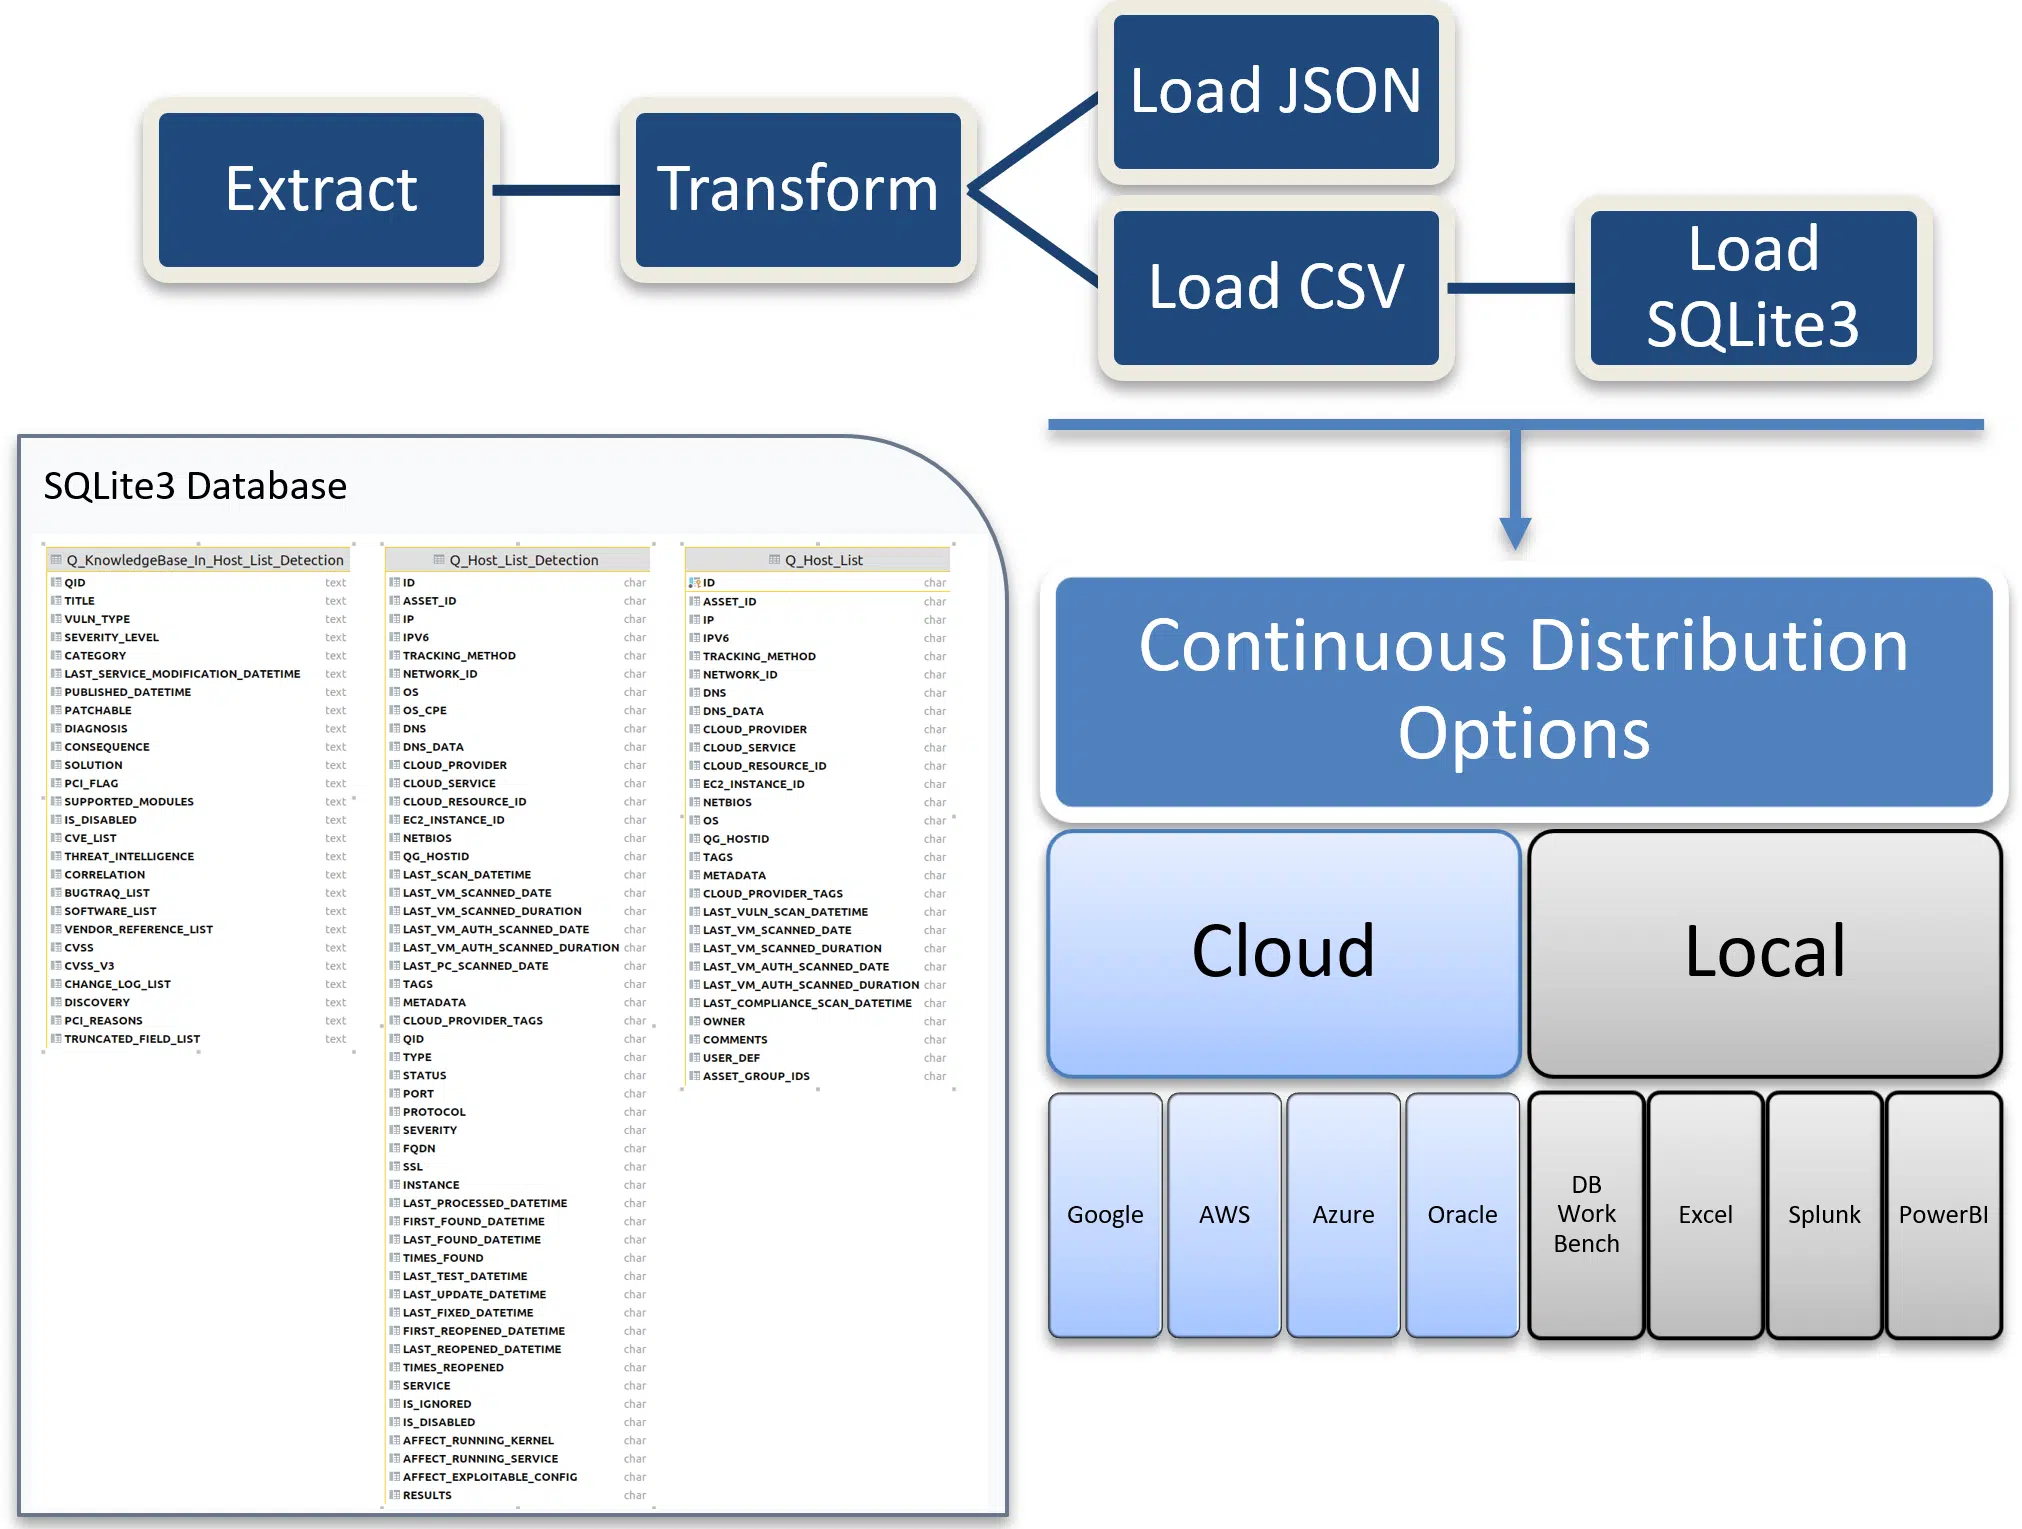 Extract
Transform
Load JSON
Load CSV
Load
SQLite3
SQLite3 Database
Q_KnowledgeBase_In_Host_List_Detection
QID text
TITLE text
VULN_TYPE text
SEVERITY_LEVEL text
CATEGORY text
LAST_SERVICE_MODIFICATION_DATETIME text
PUBLISHED_DATETIME text
PATCHABLE text
DIAGNOSIS text
CONSEQUENCE text
SOLUTION text
PCI_FLAG text
SUPPORTED_MODULES text
IS_DISABLED text
CVE_LIST text
THREAT_INTELLIGENCE text
CORRELATION text
BUGTRAQ_LIST text
SOFTWARE_LIST text
VENDOR_REFERENCE_LIST text
CVSS text
CVSS_V3 text
CHANGE_LOG_LIST text
DISCOVERY text
PCI_REASONS text
TRUNCATED_FIELD_LIST text
Q_Host_List_Detection
ID char
ASSET_ID char
IP char
IPV6 char
TRACKING_METHOD char
NETWORK_ID char
OS char
OS_CPE char
DNS char
DNS_DATA char
CLOUD_PROVIDER char
CLOUD_SERVICE char
CLOUD_RESOURCE_ID char
EC2_INSTANCE_ID char
NETBIOS char
QG_HOSTID char
LAST_SCAN_DATETIME char
LAST_VM_SCANNED_DATE char
LAST_VM_SCANNED_DURATION char
LAST_VM_AUTH_SCANNED_DATE char
LAST_VM_AUTH_SCANNED_DURATION char
LAST_PC_SCANNED_DATE char
TAGS char
METADATA char
CLOUD_PROVIDER_TAGS char
QID char
TYPE char
STATUS char
PORT char
PROTOCOL char
SEVERITY char
FQDN char
SSL char
INSTANCE char
LAST_PROCESSED_DATETIME char
FIRST_FOUND_DATETIME char
LAST_FOUND_DATETIME char
TIMES_FOUND char
LAST_TEST_DATETIME char
LAST_UPDATE_DATETIME char
LAST_FIXED_DATETIME char
FIRST_REOPENED_DATETIME char
LAST_REOPENED_DATETIME char
TIMES_REOPENED char
SERVICE char
IS_IGNORED char
IS_DISABLED char
AFFECT_RUNNING_KERNEL char
AFFECT_RUNNING_SERVICE char
AFFECT_EXPLOITABLE_CONFIG char
RESULTS char
Q_Host_List
ID char
ASSET_ID char
IP char
IPV6 char
TRACKING_METHOD char
NETWORK_ID char
DNS char
DNS_DATA char
CLOUD_PROVIDER char
CLOUD_SERVICE char
CLOUD_RESOURCE_ID char
EC2_INSTANCE_ID char
NETBIOS char
OS char
QG_HOSTID char
TAGS char
METADATA char
CLOUD_PROVIDER_TAGS char
LAST_VULN_SCAN_DATETIME char
LAST_VM_SCANNED_DATE char
LAST_VM_SCANNED_DURATION char
LAST_VM_AUTH_SCANNED_DATE char
LAST_VM_AUTH_SCANNED_DURATION char
LAST_COMPLIANCE_SCAN_DATETIME char
OWNER char
COMMENTS char
USER_DEF char
ASSET_GROUP_IDS char
Continuous Distribution
Options
Cloud
Local
Google
AWS
Azure
Oracle
DB
Work
Bench
Excel
Splunk
PowerBI